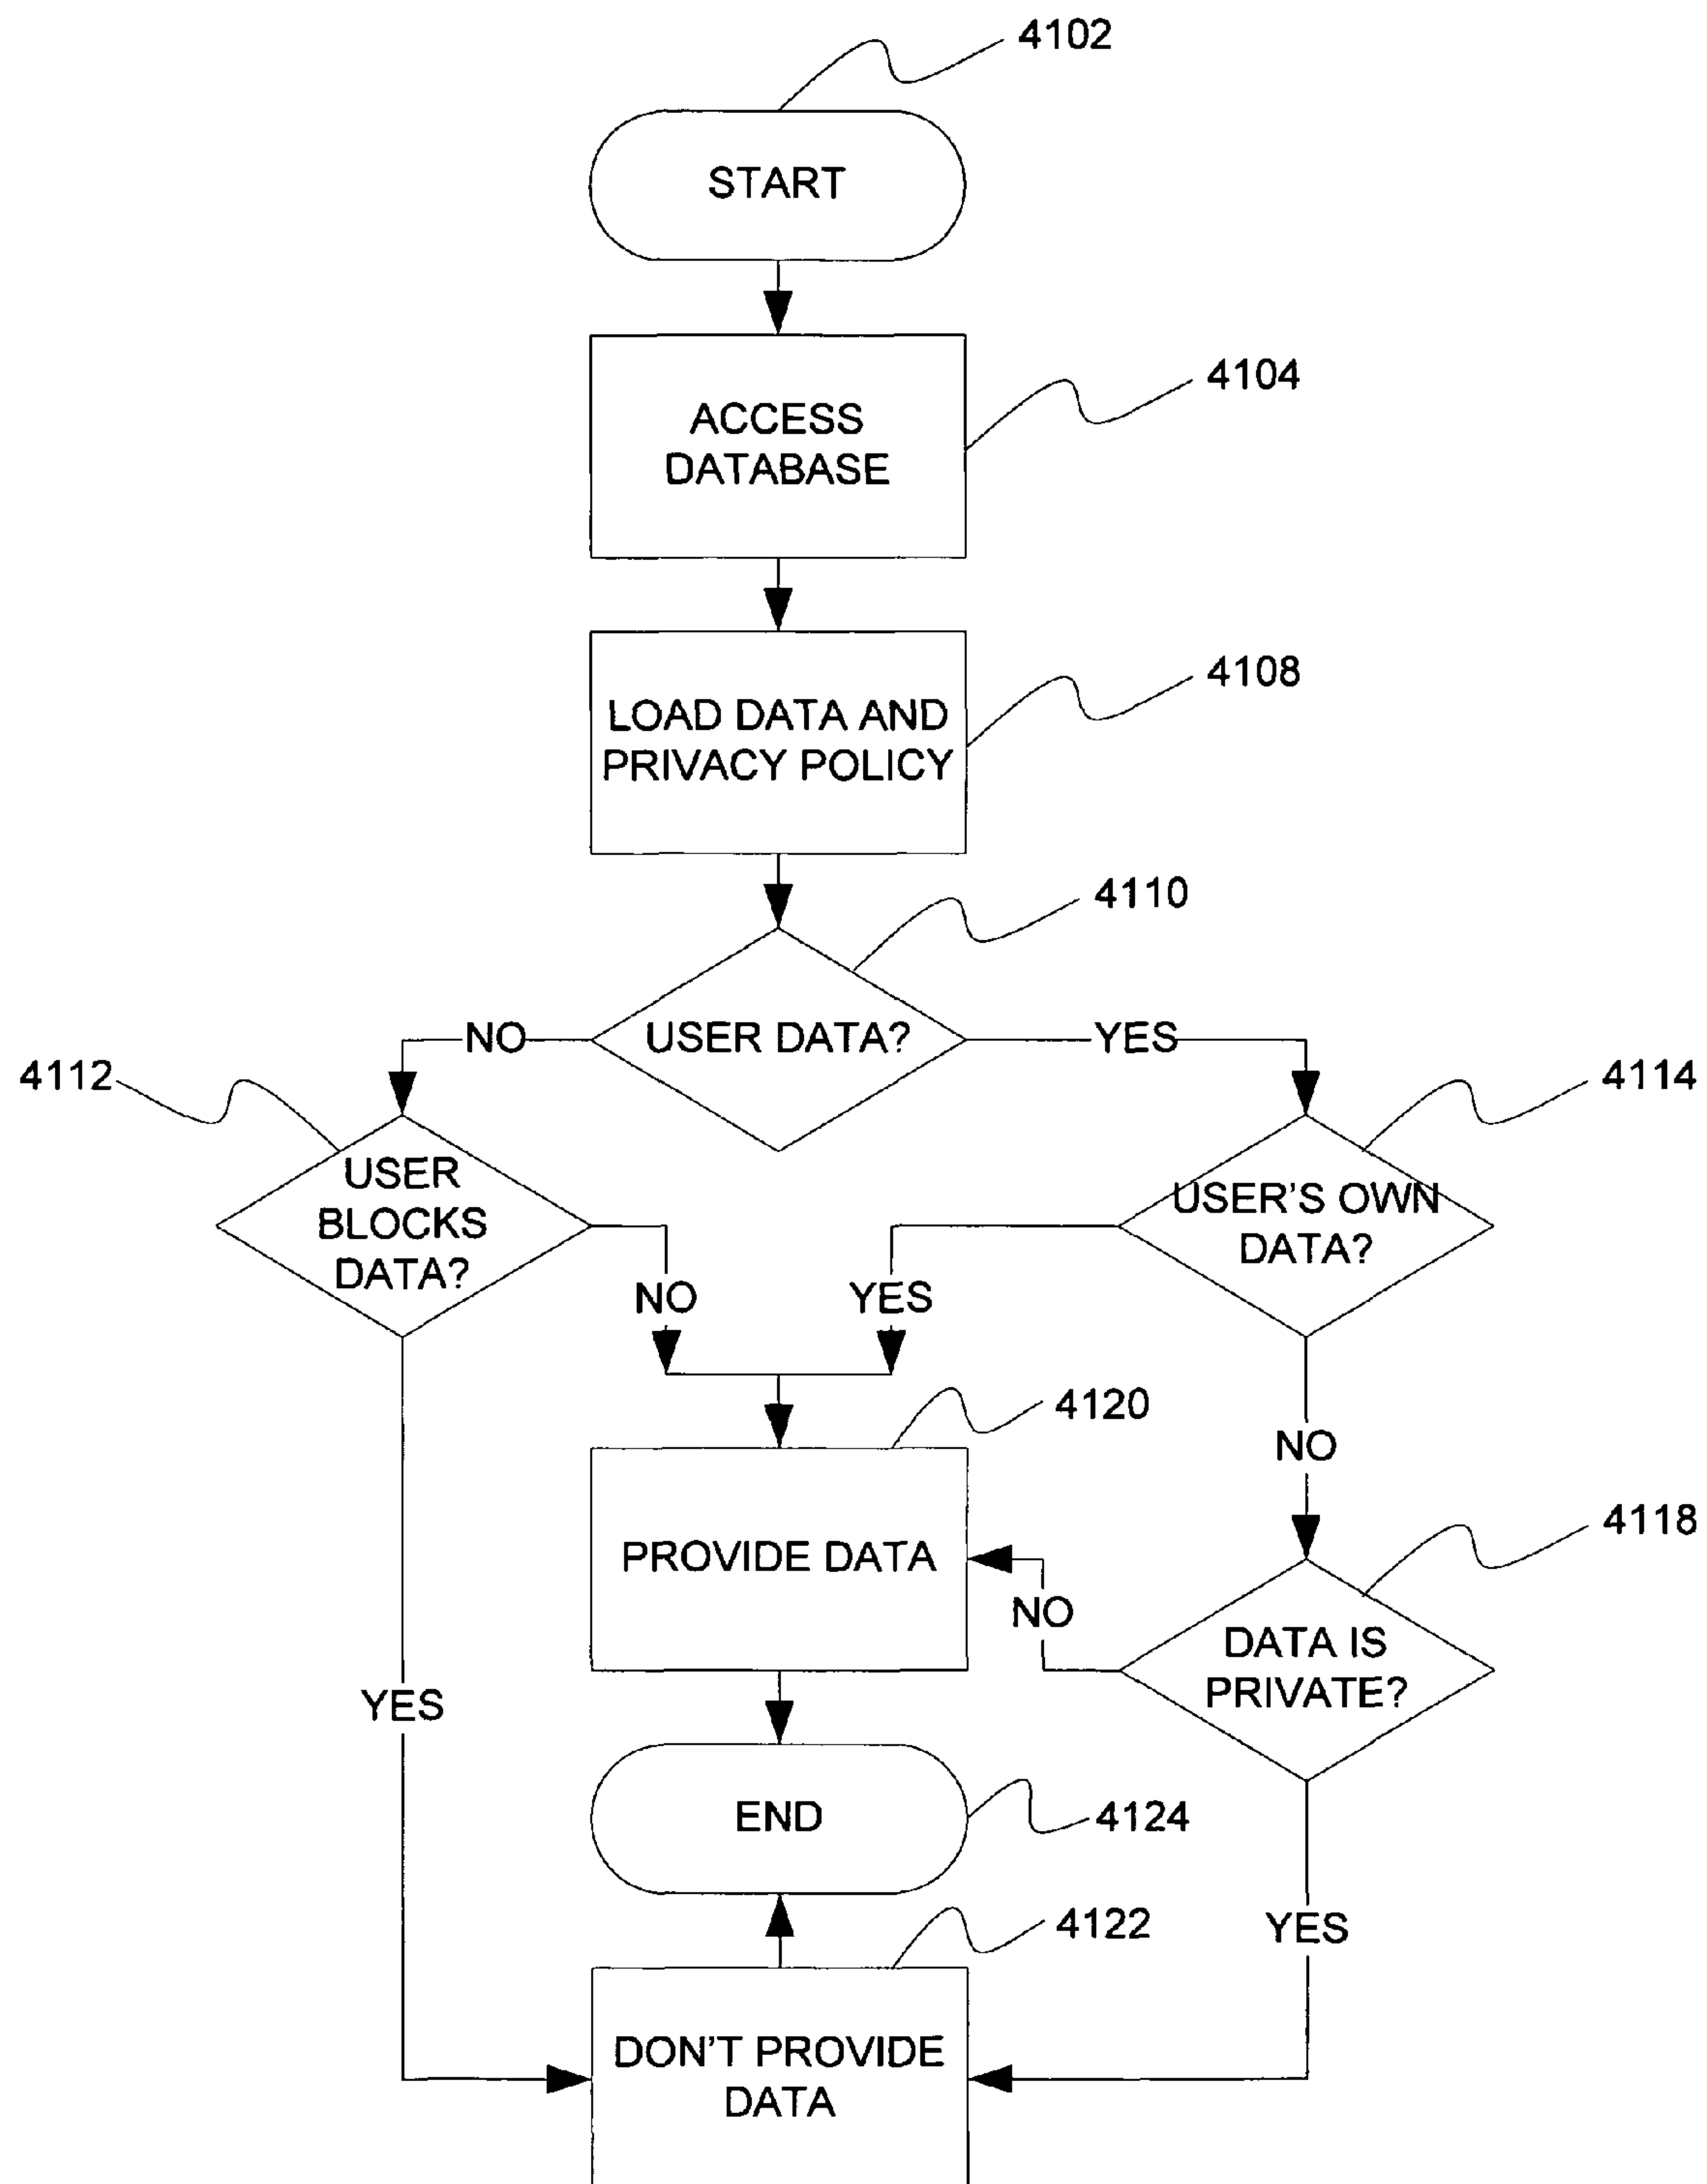 4102
START
4104
ACCESS
DATABASE
4108
LOAD DATA AND
PRIVACY POLICY
4110
USER DATA?
NO
YES
4112
4114
USER
BLOCKS
DATA?
USER'S OWN
DATA?
NO
YES
4120
NO
4118
PROVIDE DATA
NO
DATA IS
PRIVATE?
YES
END
4124
4122
YES
DON'T PROVIDE
DATA